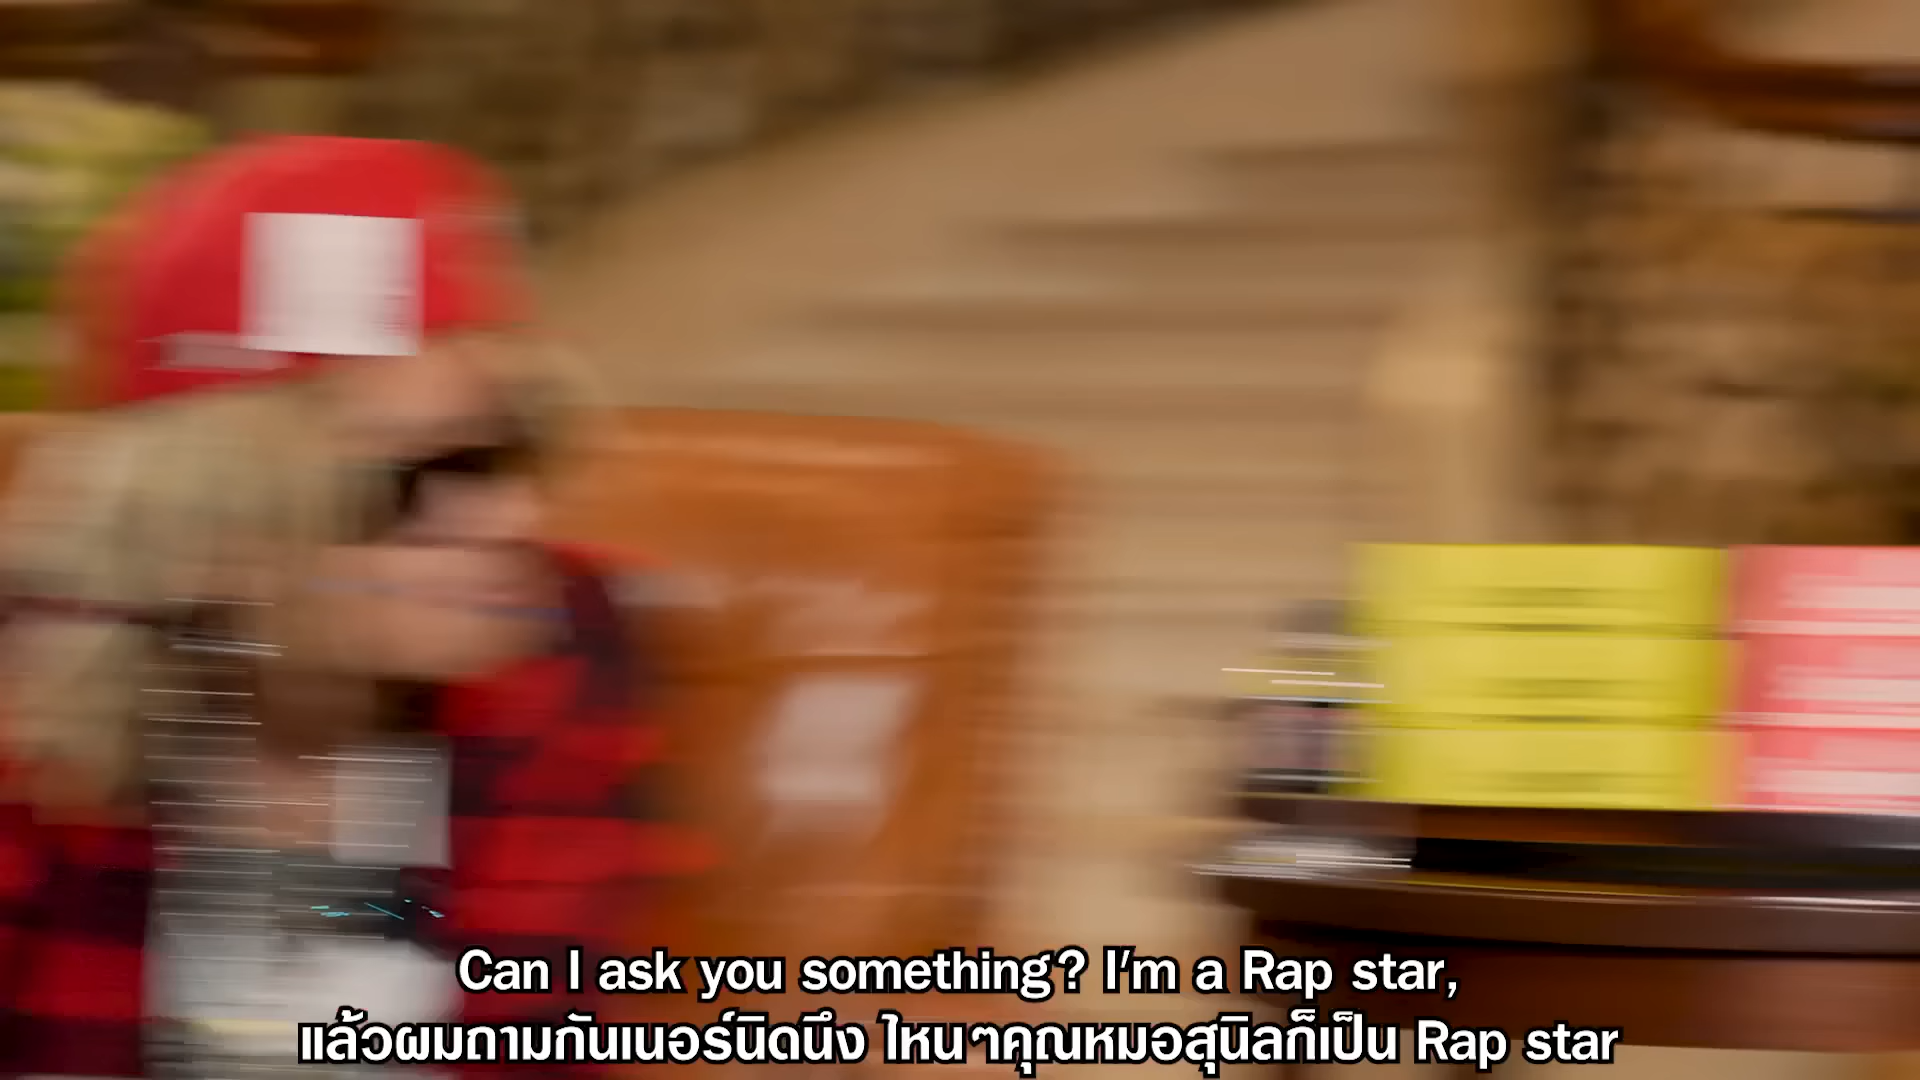 Can I ask you something? I'm a Rap star,
แล้วผมถามกันเนอร์นิดนึง ไหนๆคุณหมอสุนิลก็เป็น Rap star